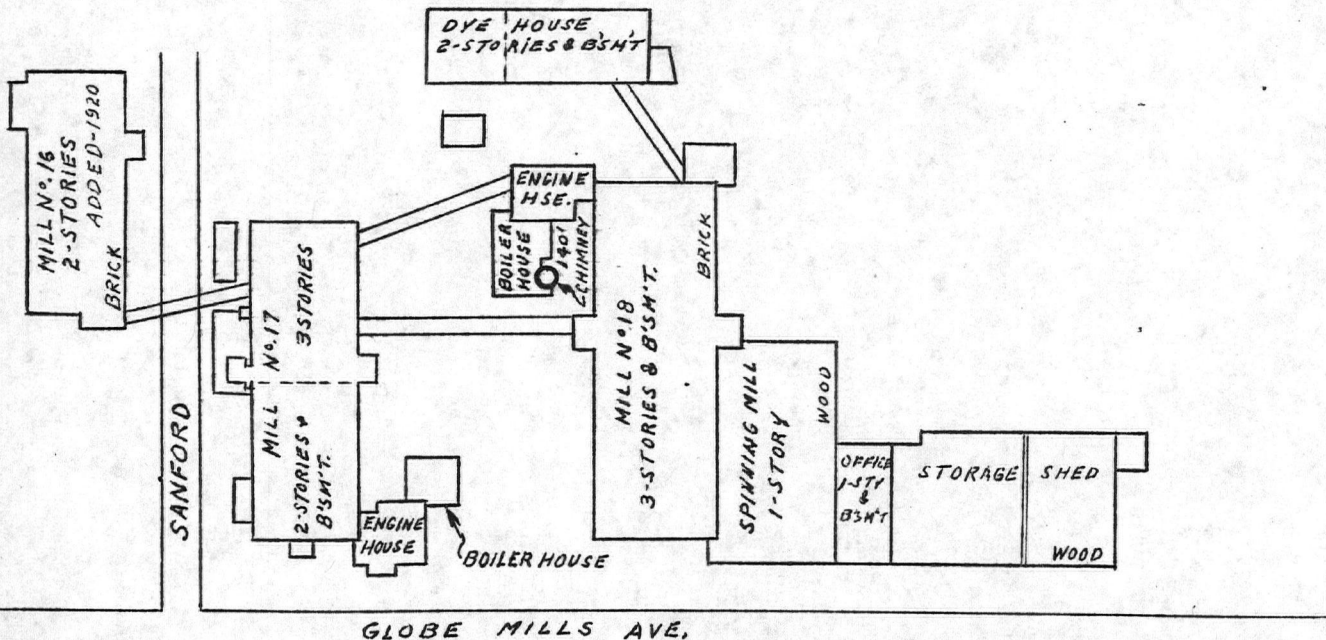 DYE HOUSE
2-STORIES & B'SM'T
MILL Nº.16
2-STORIES
ADDED-1920
BRICK
ENGINE
HSE.
BOILER
HOUSE
140'
CHIMNEY
MILL Nº.17
3 STORIES
2-STORIES &
B'SM'T.
MILL Nº.18
3-STORIES & B'SM'T.
BRICK
SPINNING MILL
1-STORY
WOOD
OFFICE
1-STY
&
B'SM'T
STORAGE SHED
WOOD
ENGINE
HOUSE
BOILER HOUSE
SANFORD
GLOBE MILLS AVE.